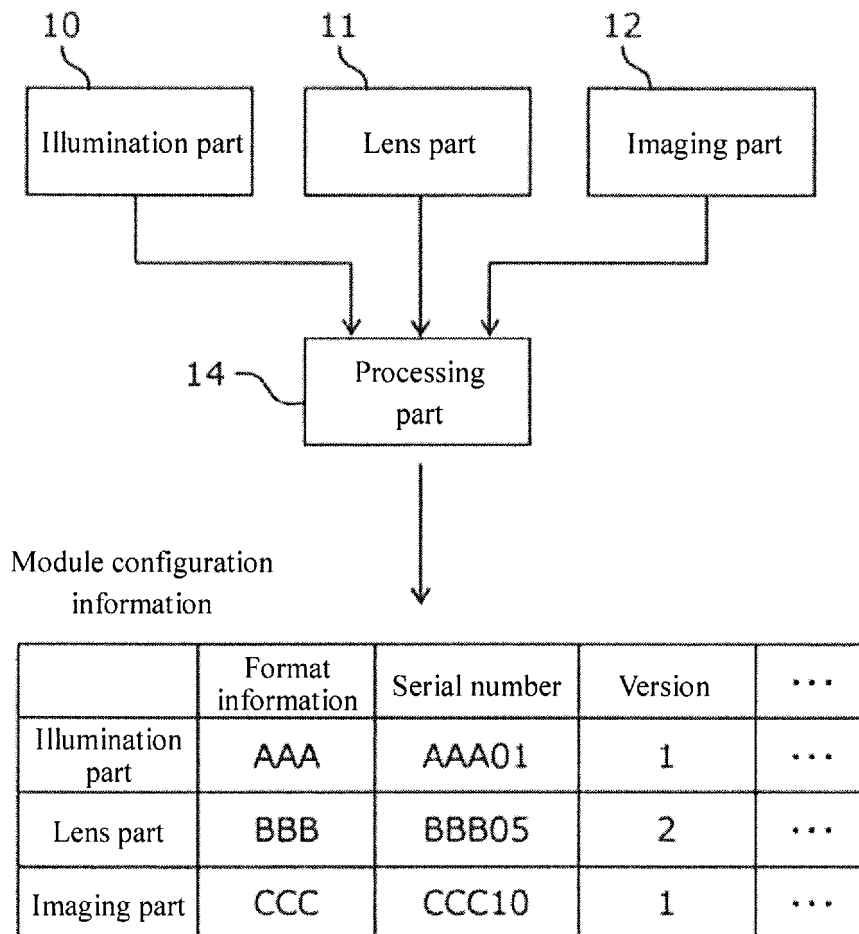 10 11 12
Illumination part Lens part Imaging part
14 Processing
part
Module configuration
information
Format
information Serial number Version ...
Illumination
part AAA AAA01 1 ...
Lens part BBB BBB05 2 ...
Imaging part CCC CCC10 1 ...